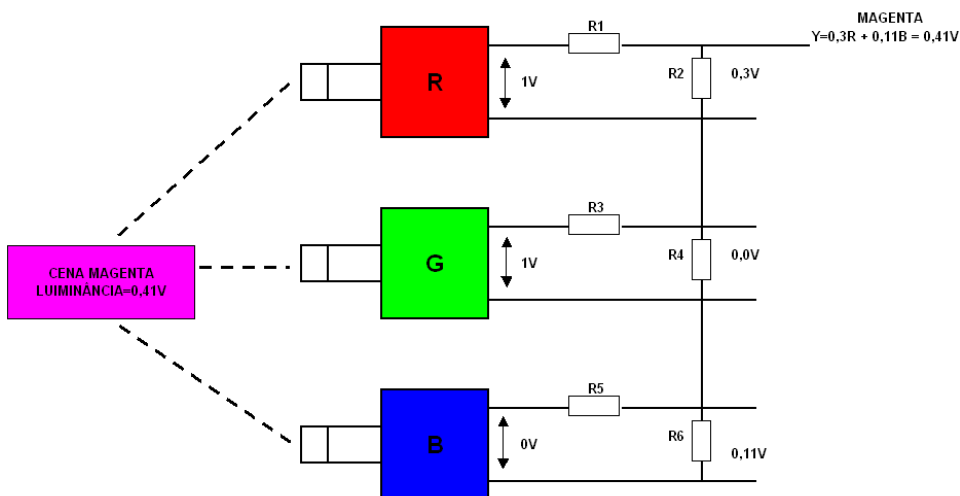 MAGENTA
Y=0,3R + 0,11B = 0,41V
R1
R
1V
R2
0,3V
R3
G
1V
R4
0,0V
CENA MAGENTA
LUIMINÂNCIA=0,41V
R5
B
0V
R6
0,11V